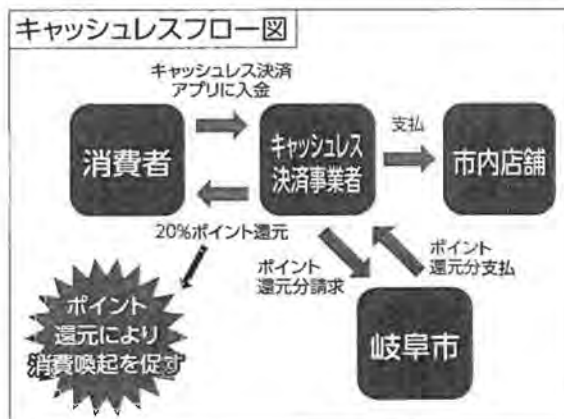 キャッシュレスフロー図
キャッシュレス決済
アプリに入金
消費者
キャッシュレス
決済事業者
支払
市内店舗
20%ポイント還元
ポイント
還元分請求
ポイント
還元分支払
ポイント
還元により
消費喚起を促す
岐阜市